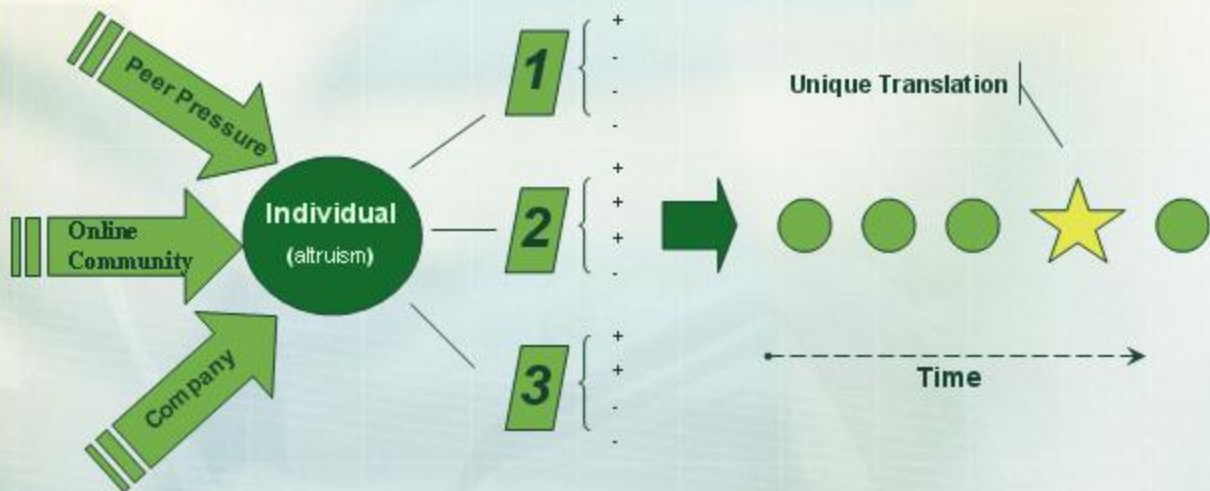 Peer Pressure
Online
Community
Company
Individual
(altruism)
1
+
-
-
-
2
+
+
+
-
3
+
+
-
-
Unique Translation
Time